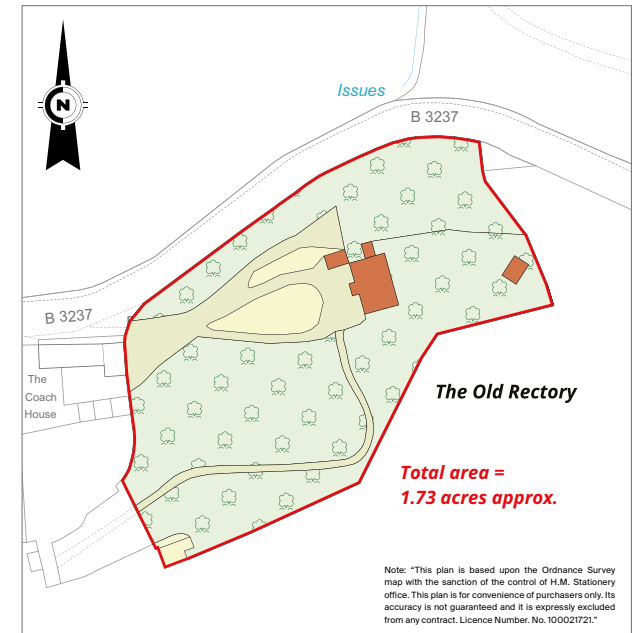 N
Issues
B 3237
B 3237
The
Coach
House
The Old Rectory
Total area =
1.73 acres approx.
Note: “This plan is based upon the Ordnance Survey
map with the sanction of the control of H.M. Stationery
office. This plan is for convenience of purchasers only. Its
accuracy is not guaranteed and it is expressly excluded
from any contract. Licence Number. No. 100021721.”